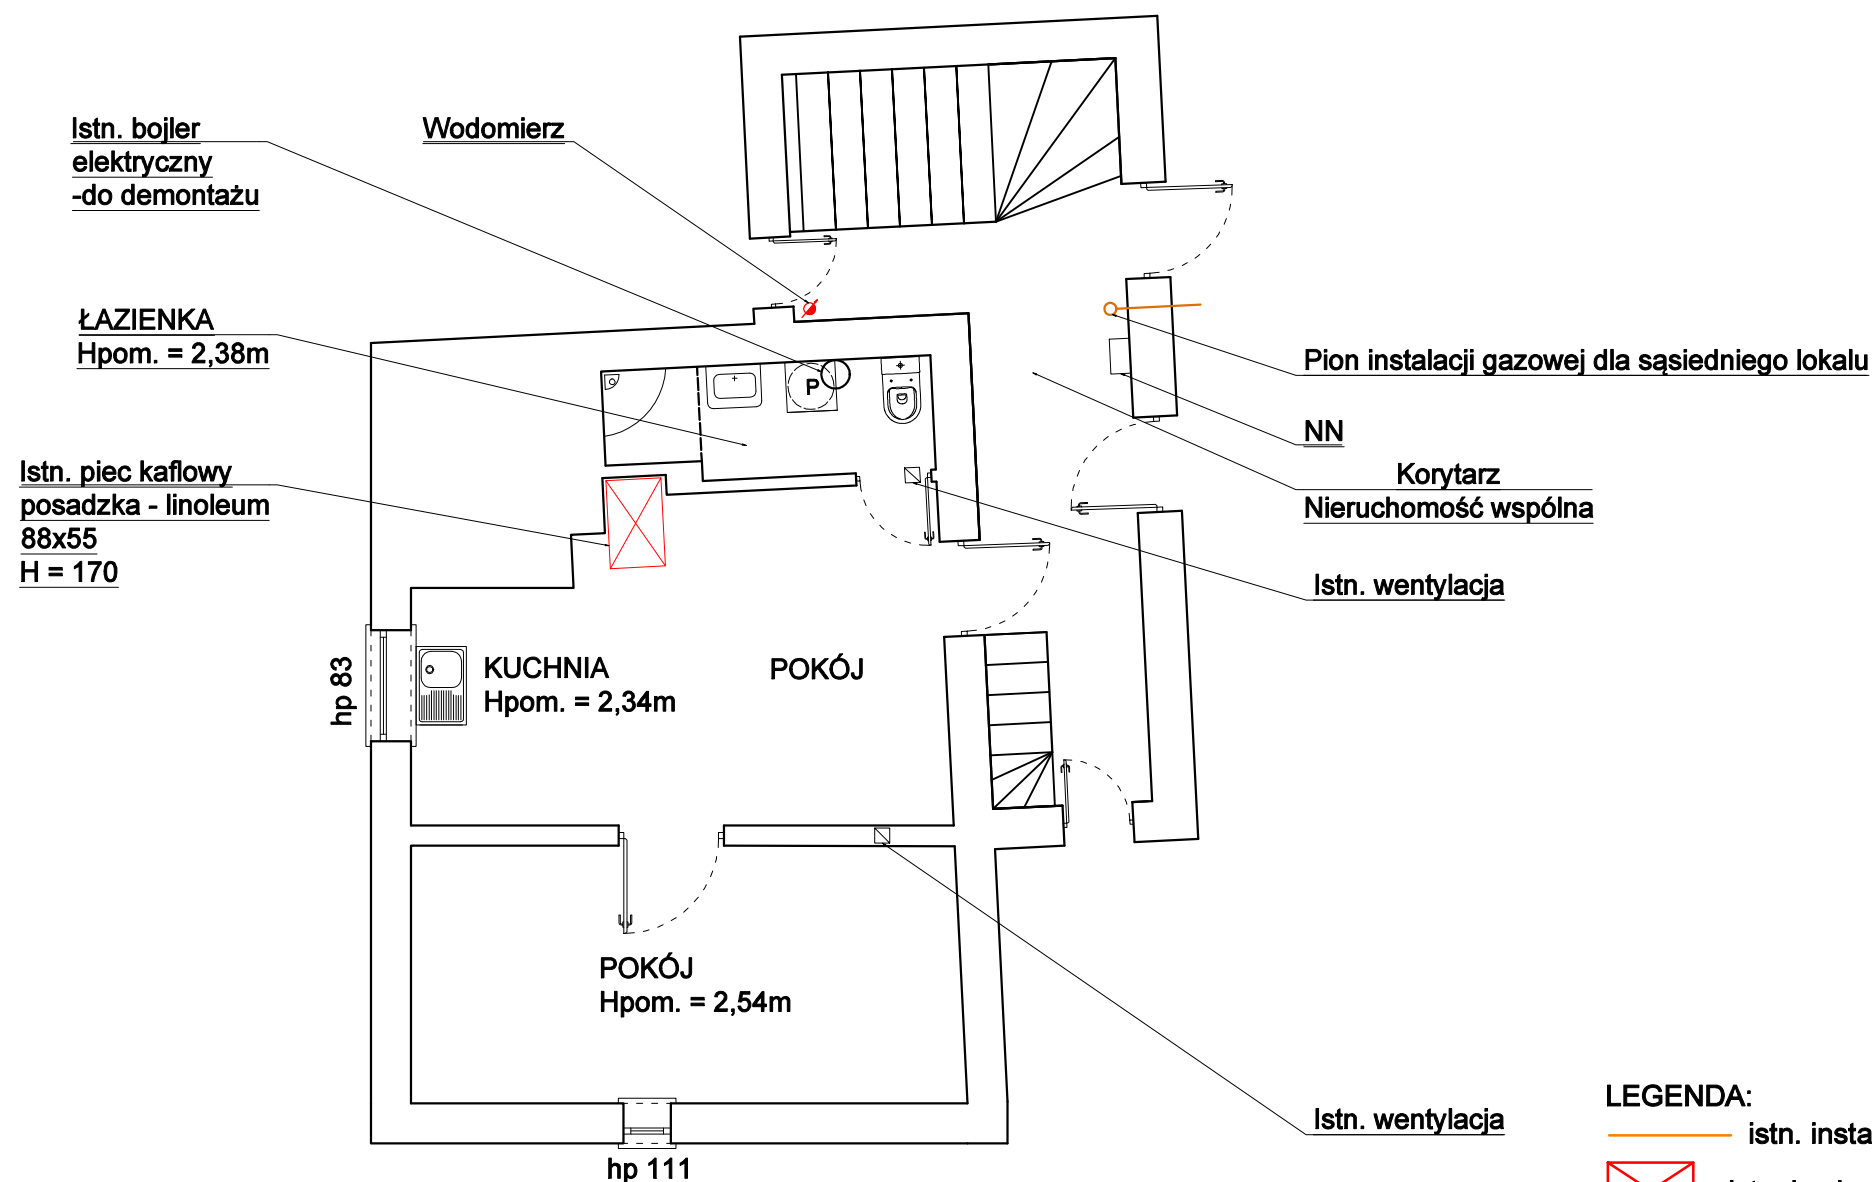 Istn. bojler
elektryczny
-do demontażu
Wodomierz
ŁAZIENKA
Hpom. = 2,38m
P
Pion instalacji gazowej dla sąsiedniego lokalu
NN
Korytarz
Nieruchomość wspólna
Istn. piec kaflowy
posadzka - linoleum
88x55
H = 170
Istn. wentylacja
hp 83
KUCHNIA
Hpom. = 2,34m
POKÓJ
POKÓJ
Hpom. = 2,54m
Istn. wentylacja
hp 111
LEGENDA:
istn. insta